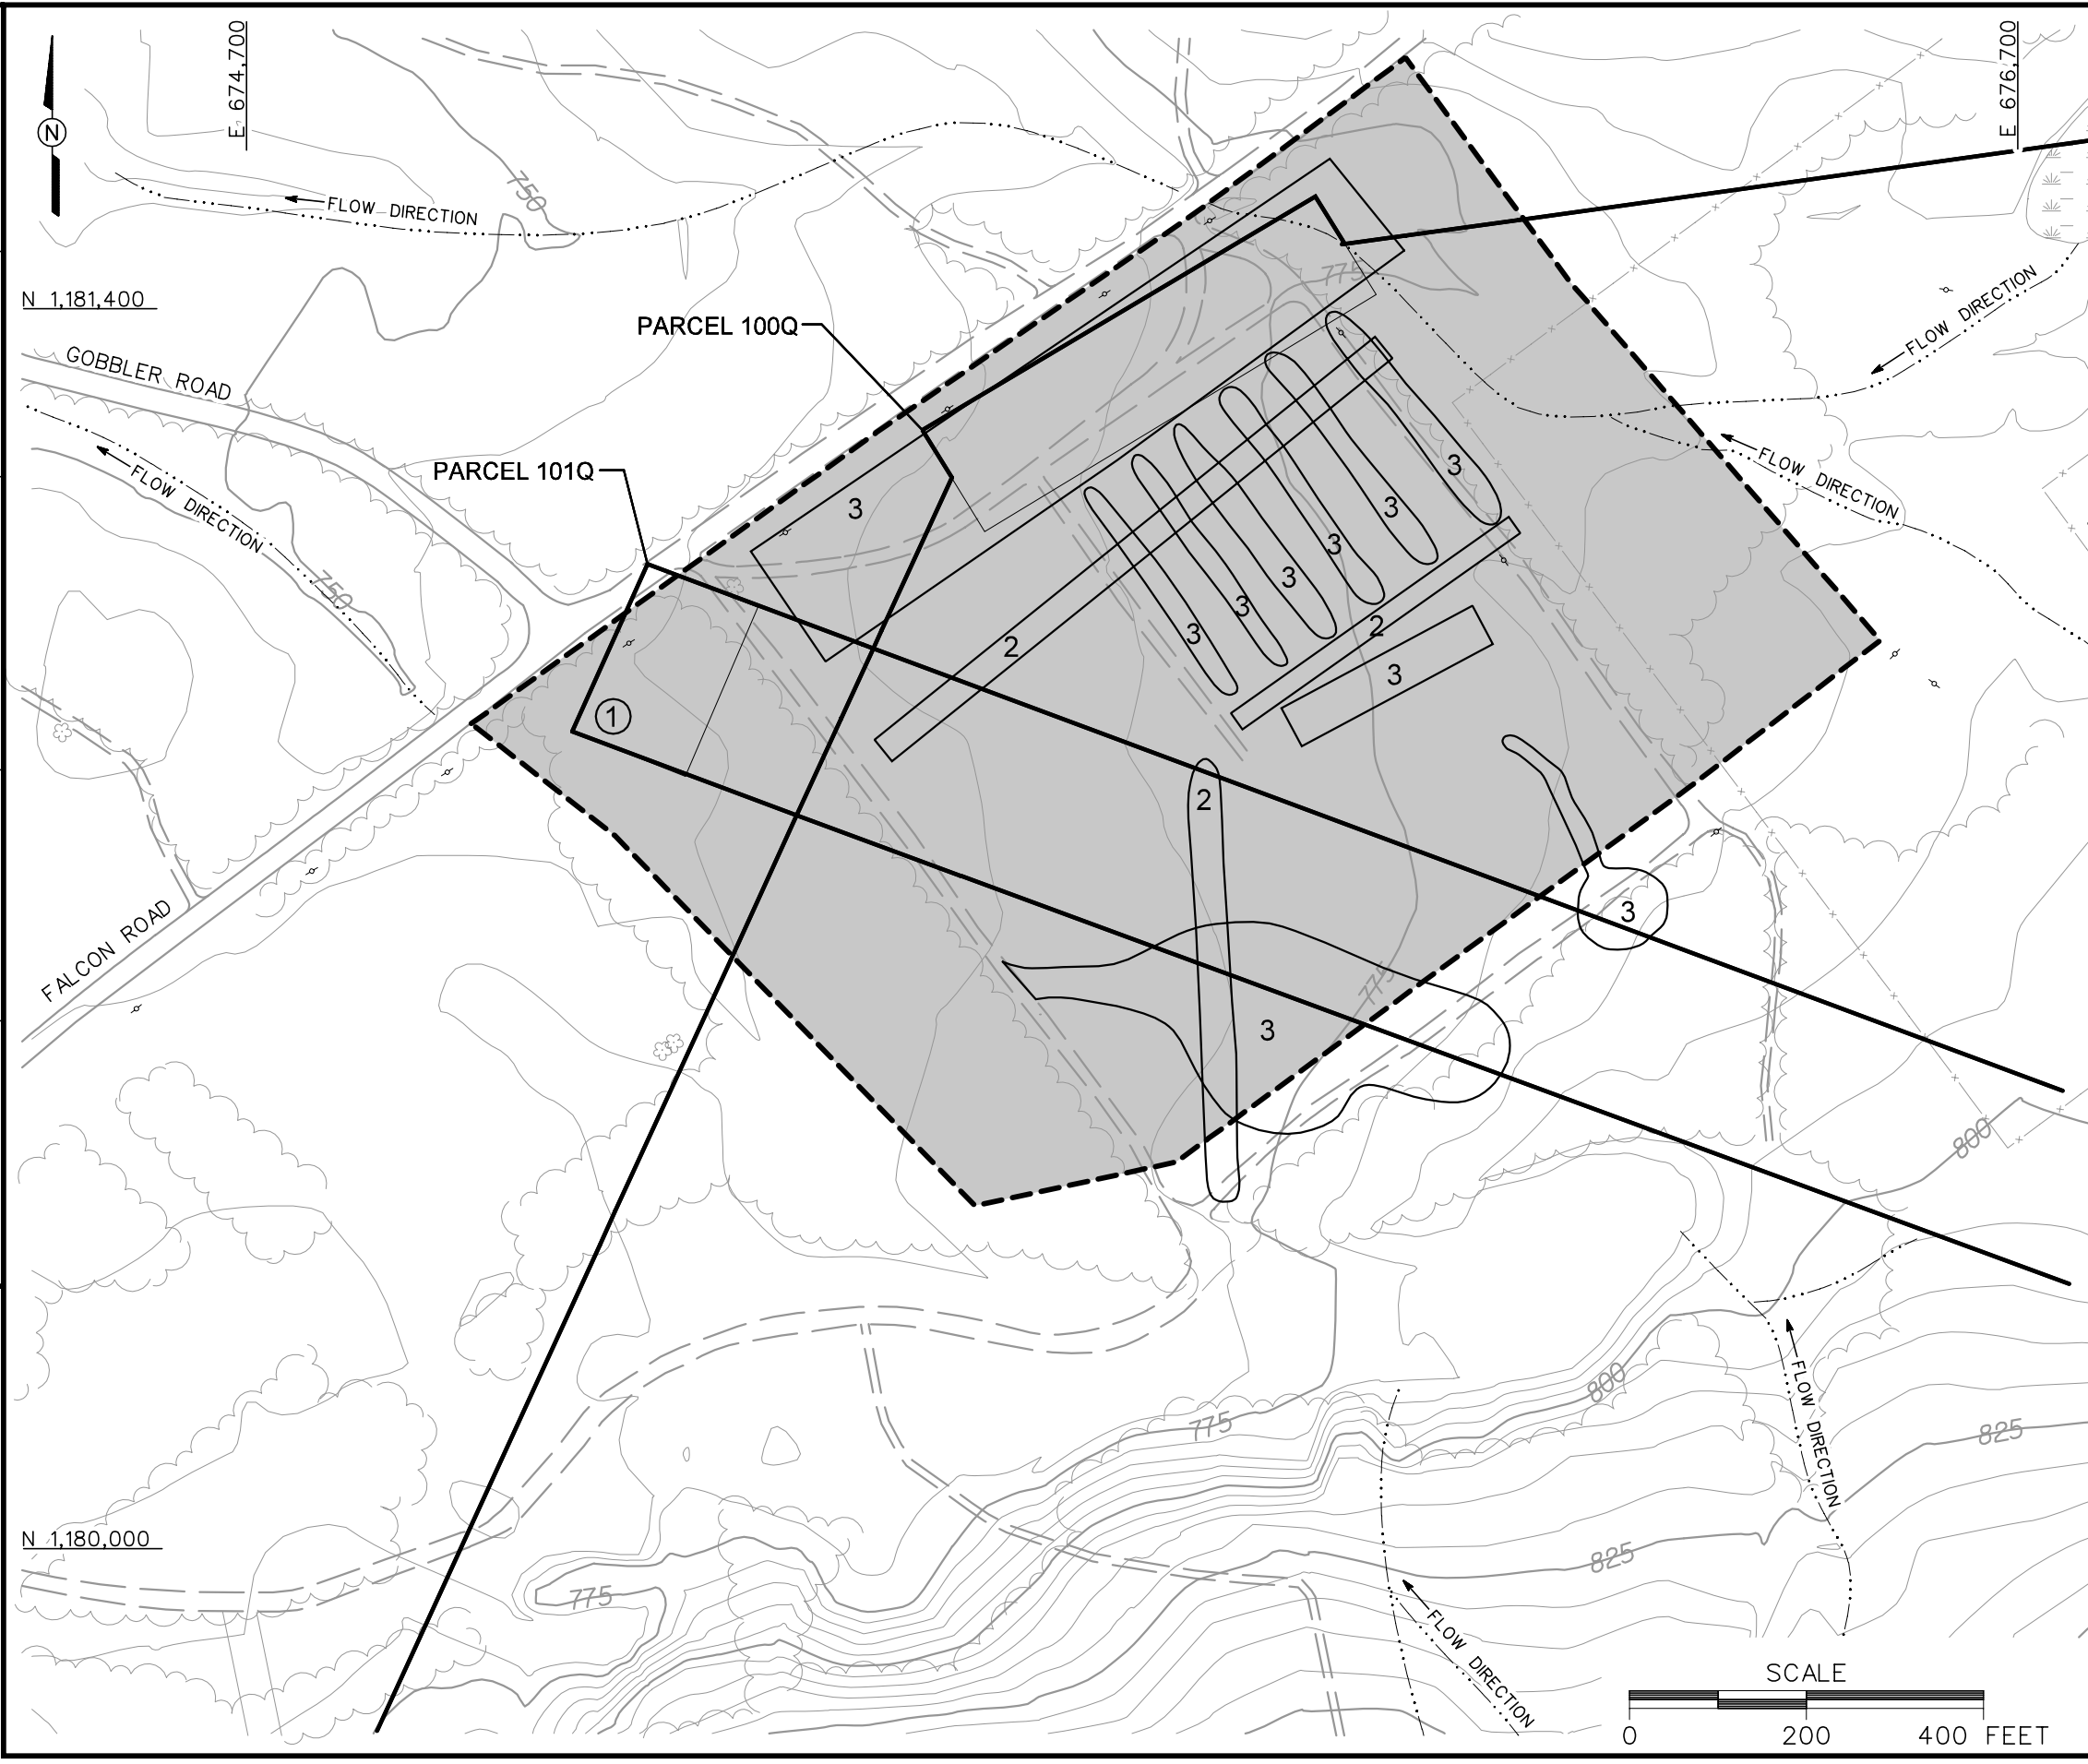 E 674,700
E 676,700
N
750
FLOW DIRECTION
775
FLOW DIRECTION
N 1,181,400
PARCEL 100Q
GOBBLER ROAD
PARCEL 101Q
FLOW DIRECTION
FLOW DIRECTION
750
3
3
3
3
3
3
3
2
2
3
1
2
3
FALCON ROAD
775
3
800
800
FLOW DIRECTION
775
825
825
N 1,180,000
775
FLOW DIRECTION
SCALE
0 200 400 FEET